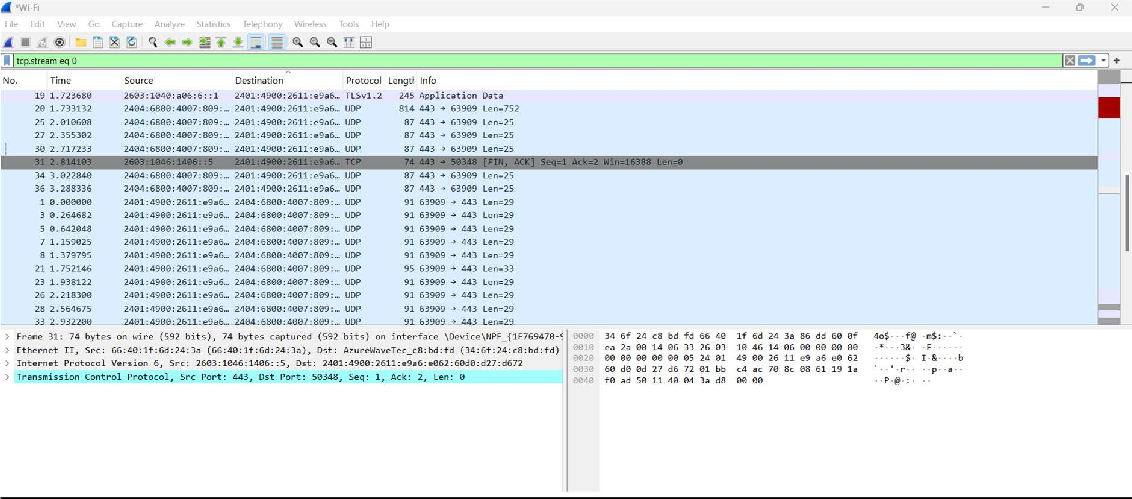 *Wi-Fi
File Edit View Go Capture Analyze Statistics Telephony Wireless Tools Help
tcp.stream eq 0
No. Time Source Destination Protocol Length Info
19 1.723680 2603:1040:a06:6::1 2401:4900:2611:e9a6… TLSv1.2 245 Application Data
20 1.733132 2404:6800:4007:809:… 2401:4900:2611:e9a6… UDP 814 443 → 63909 Len=752
25 2.010608 2404:6800:4007:809:… 2401:4900:2611:e9a6… UDP 87 443 → 63909 Len=25
27 2.355302 2404:6800:4007:809:… 2401:4900:2611:e9a6… UDP 87 443 → 63909 Len=25
30 2.717233 2404:6800:4007:809:… 2401:4900:2611:e9a6… UDP 87 443 → 63909 Len=25
31 2.814103 2603:1046:1406::5 2401:4900:2611:e9a6… TCP 74 443 → 50348 [FIN, ACK] Seq=1 Ack=2 Win=16388 Len=0
34 3.022840 2404:6800:4007:809:… 2401:4900:2611:e9a6… UDP 87 443 → 63909 Len=25
36 3.288336 2404:6800:4007:809:… 2401:4900:2611:e9a6… UDP 87 443 → 63909 Len=25
1 0.000000 2401:4900:2611:e9a6… 2404:6800:4007:809:… UDP 91 63909 → 443 Len=29
3 0.264682 2401:4900:2611:e9a6… 2404:6800:4007:809:… UDP 91 63909 → 443 Len=29
5 0.642048 2401:4900:2611:e9a6… 2404:6800:4007:809:… UDP 91 63909 → 443 Len=29
7 1.159025 2401:4900:2611:e9a6… 2404:6800:4007:809:… UDP 91 63909 → 443 Len=29
8 1.379795 2401:4900:2611:e9a6… 2404:6800:4007:809:… UDP 91 63909 → 443 Len=29
21 1.752146 2401:4900:2611:e9a6… 2404:6800:4007:809:… UDP 95 63909 → 443 Len=33
23 1.938122 2401:4900:2611:e9a6… 2404:6800:4007:809:… UDP 91 63909 → 443 Len=29
26 2.218300 2401:4900:2611:e9a6… 2404:6800:4007:809:… UDP 91 63909 → 443 Len=29
28 2.564675 2401:4900:2611:e9a6… 2404:6800:4007:809:… UDP 91 63909 → 443 Len=29
33 2.932200 2401:4900:2611:e9a6… 2404:6800:4007:809:… UDP 91 63909 → 443 Len=29
Frame 31: 74 bytes on wire (592 bits), 74 bytes captured (592 bits) on interface \Device\NPF_{1F769470-9
Ethernet II, Src: 66:40:1f:6d:24:3a (66:40:1f:6d:24:3a), Dst: AzureWaveTec_c8:bd:fd (34:6f:24:c8:bd:fd)
Internet Protocol Version 6, Src: 2603:1046:1406::5, Dst: 2401:4900:2611:e9a6:e062:60d0:d27:d672
Transmission Control Protocol, Src Port: 443, Dst Port: 50348, Seq: 1, Ack: 2, Len: 0
0000 34 6f 24 c8 bd fd 66 40 1f 6d 24 3a 86 dd 60 0f 4o$···f@ ·m$:··`·
0010 ea 2a 00 14 06 33 26 03 10 46 14 06 00 00 00 00 ·*···3&· ·F······
0020 00 00 00 00 00 05 24 01 49 00 26 11 e9 a6 e0 62 ······$· I·&····b
0030 60 d0 0d 27 d6 72 01 bb c4 ac 70 8c 08 61 19 1a `··'·r·· ··p··a··
0040 f0 ad 50 11 40 04 3a d8 00 00 ··P·@·:· ··